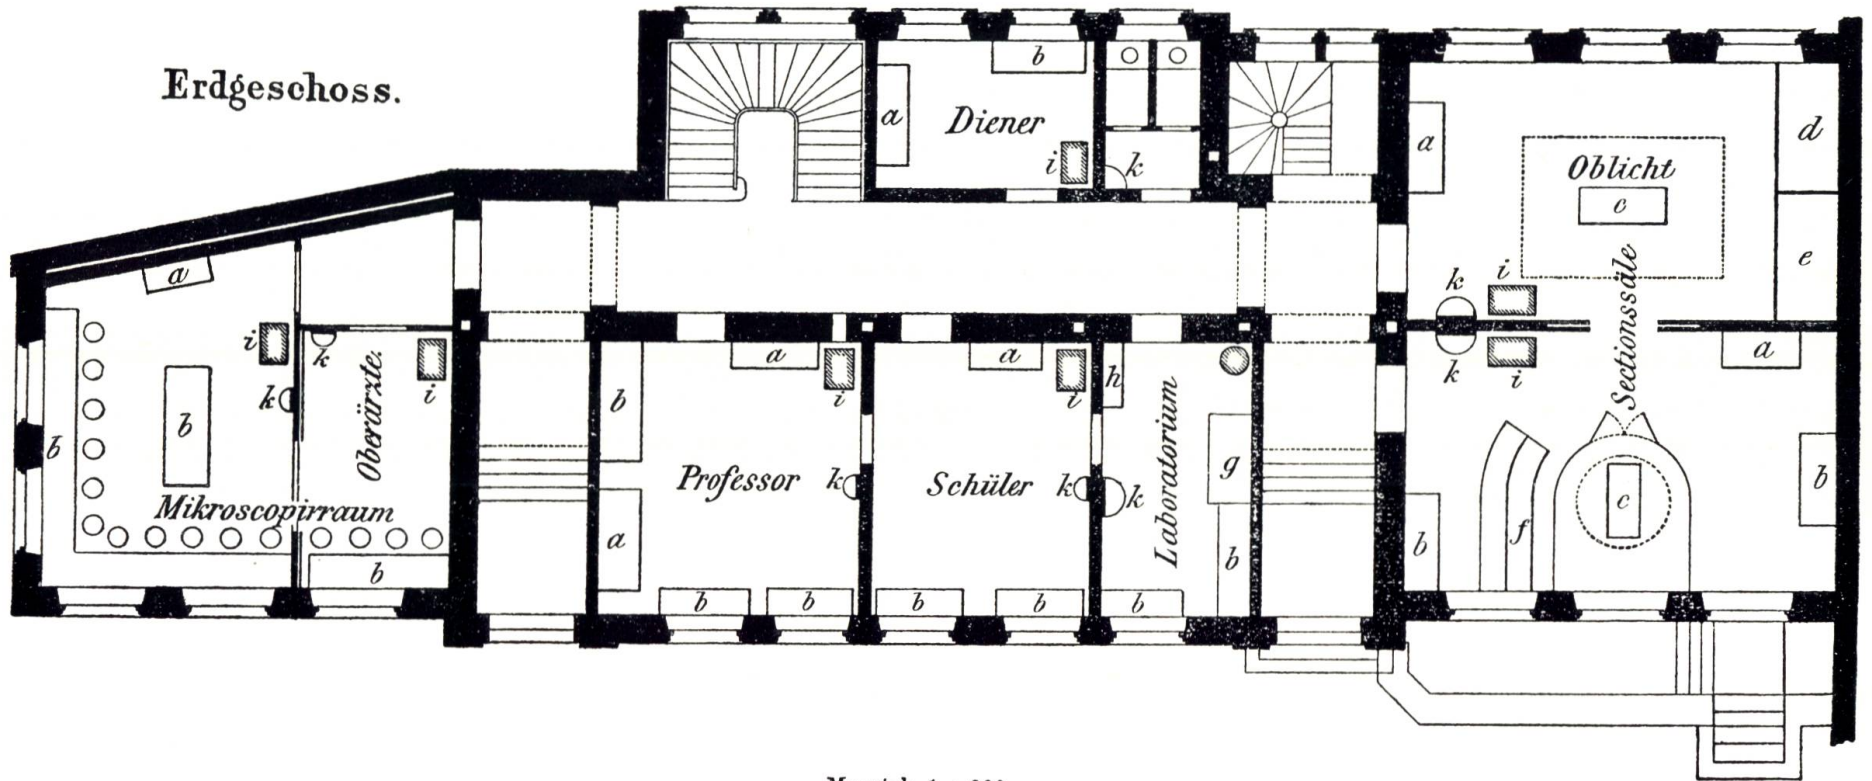 Erdgeschoss.
b
a
Diener
i
k
a
Oblicht
c
d
e
k
i
k
i
Sectionssäle
a
a
i
k
b
b
Mikroscopirraum
k
Oberärzte.
i
b
b
a
a
i
Professor
k
b
b
a
i
Schüler
k
b
b
h
k
Laboratorium
g
b
b
b
f
c
b